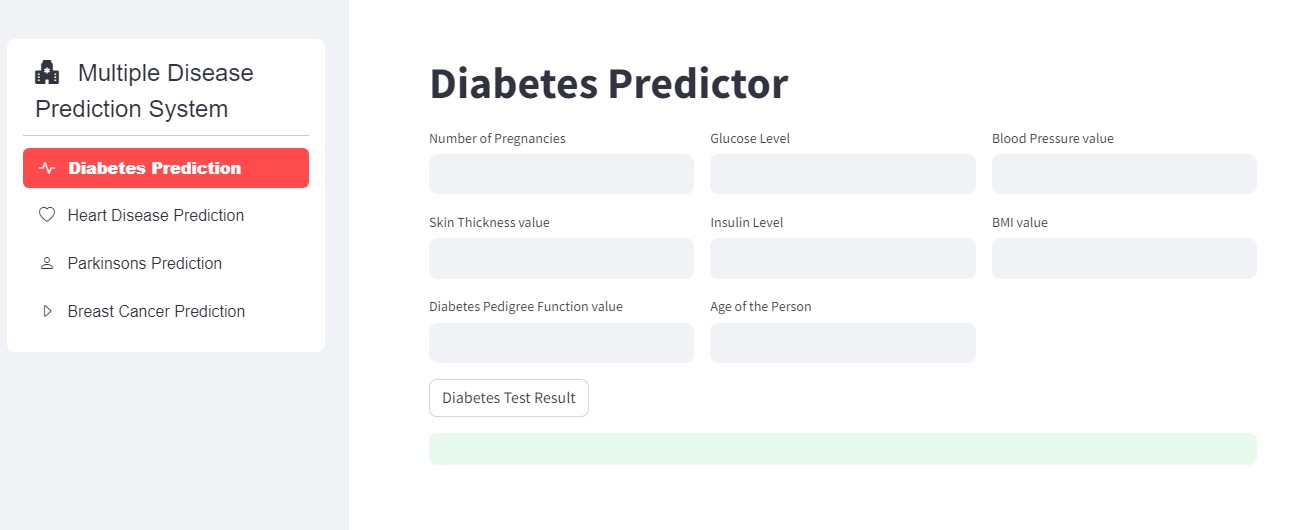 Multiple Disease
Prediction System
Diabetes Prediction
Heart Disease Prediction
Parkinsons Prediction
Breast Cancer Prediction
Diabetes Predictor
Number of Pregnancies
Glucose Level
Blood Pressure value
Skin Thickness value
Insulin Level
BMI value
Diabetes Pedigree Function value
Age of the Person
Diabetes Test Result